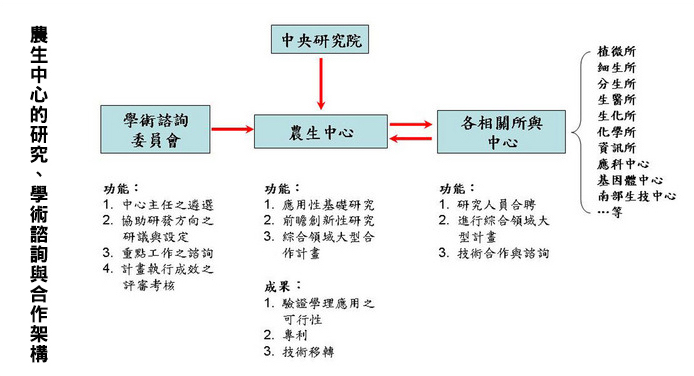 農生中心的研究、學術諮詢與合作架構
中央研究院
學術諮詢
委員會
農生中心
各相關所與
中心
植微所
細生所
分生所
生醫所
生化所
化學所
資訊所
應科中心
基因體中心
南部生技中心
…等
功能：
1. 中心主任之遴選
2. 協助研發方向之
研議與設定
3. 重點工作之諮詢
4. 計畫執行成效之
評審考核
功能：
1. 應用性基礎研究
2. 前瞻創新性研究
3. 綜合領域大型合
作計畫
成果：
1. 驗證學理應用之
可行性
2. 專利
3. 技術移轉
功能：
1. 研究人員合聘
2. 進行綜合領域大
型計畫
3. 技術合作與諮詢